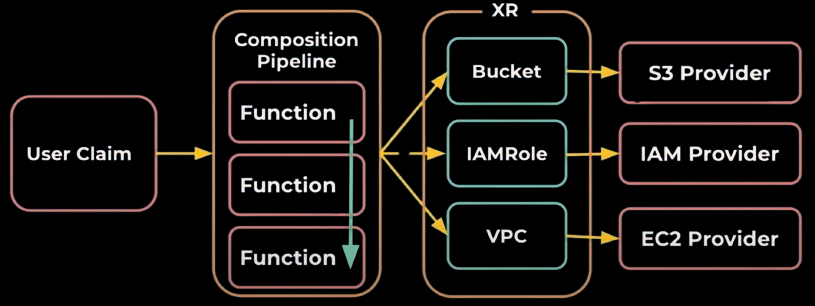 User Claim
Composition
Pipeline
Function
Function
Function
XR
Bucket
IAMRole
VPC
S3 Provider
IAM Provider
EC2 Provider